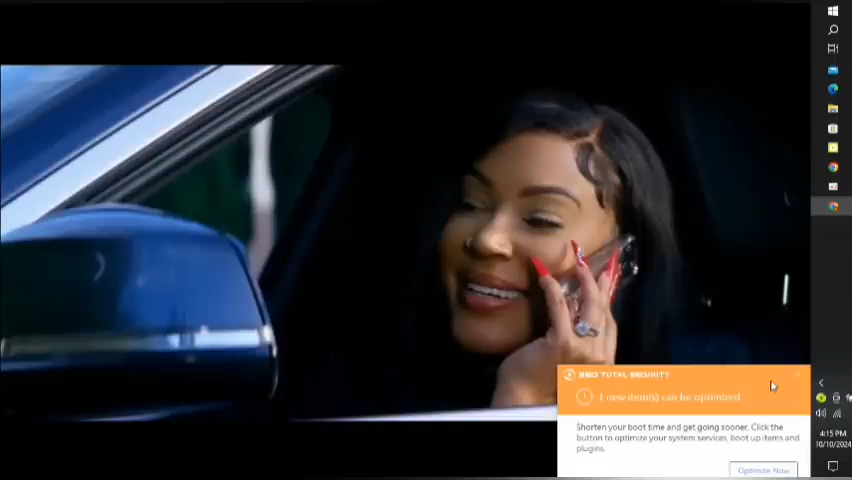 360 TOTAL SECURITY
1 new item(s) can be optimized
Shorten your boot time and get going sooner. Click the
button to optimize your system services, boot up items and
plugins.
Optimize Now
4:15 PM
10/10/2024